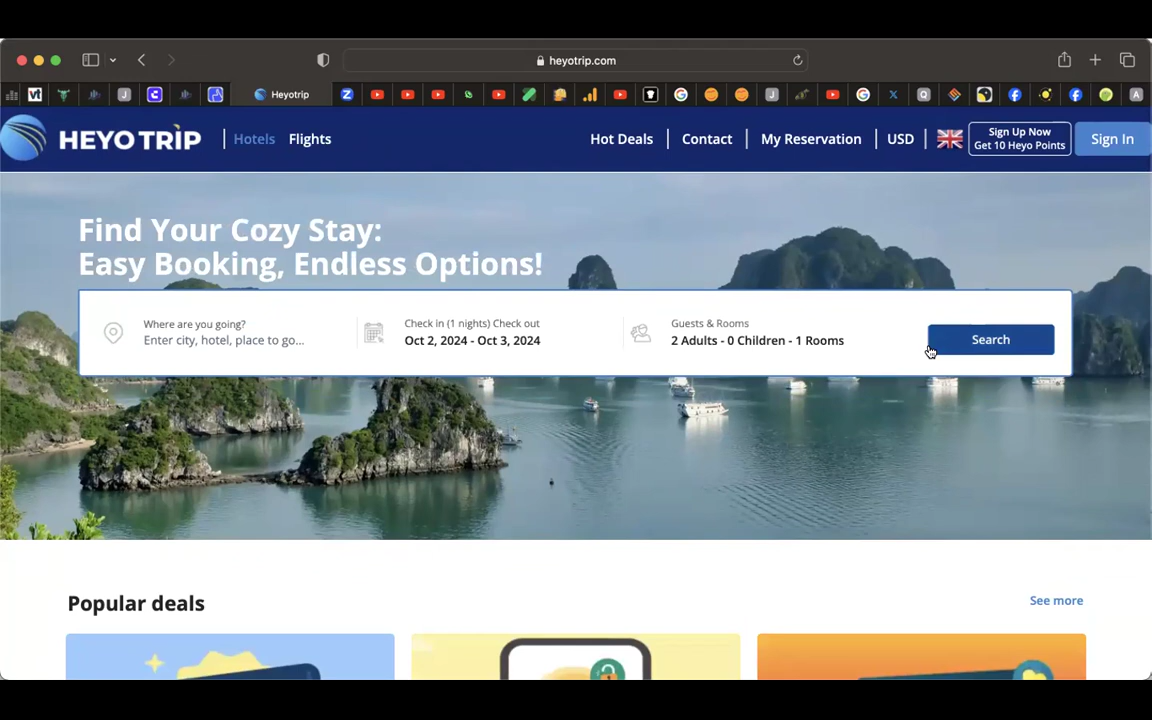 heyotrip.com
Heyotrip
HEYO TRIP
Hotels
Flights
Hot Deals
Contact
My Reservation
USD
Sign Up Now
Get 10 Heyo Points
Sign In
Find Your Cozy Stay:
Easy Booking, Endless Options!
Where are you going?
Enter city, hotel, place to go...
Check in (1 nights) Check out
Oct 2, 2024 - Oct 3, 2024
Guests & Rooms
2 Adults - 0 Children - 1 Rooms
Search
Popular deals
See more